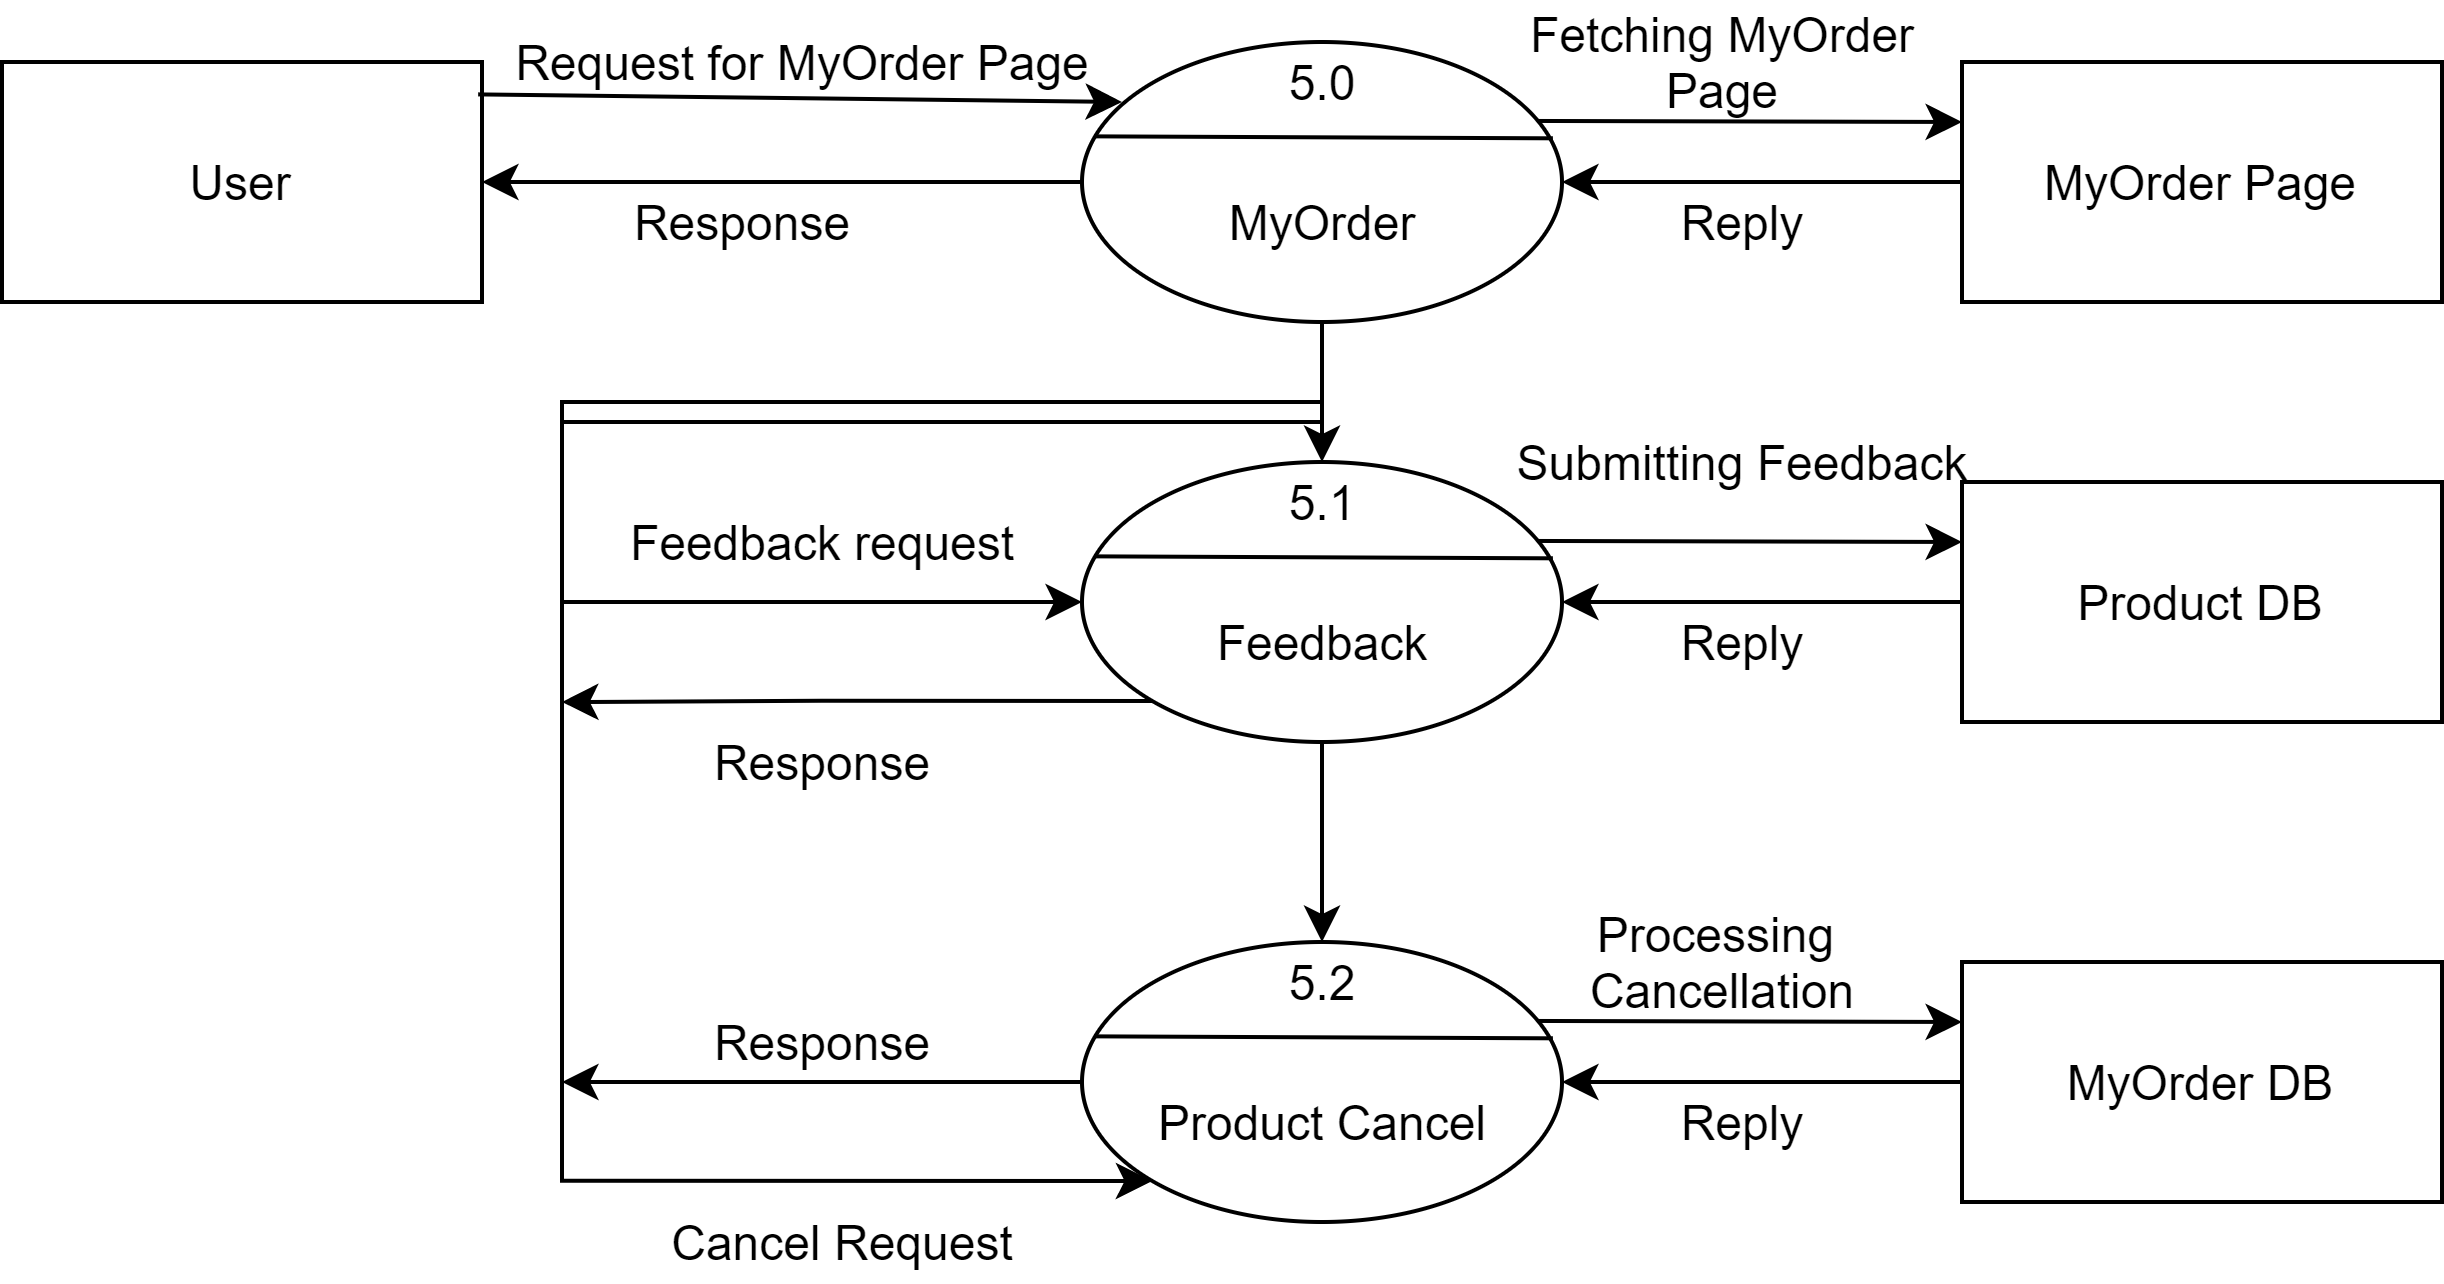 Request for MyOrder Page
Fetching MyOrder
Page
5.0
User
MyOrder
MyOrder Page
Response
Reply
Submitting Feedback
5.1
Feedback request
Feedback
Product DB
Reply
Response
Processing
Cancellation
5.2
Response
Product Cancel
MyOrder DB
Reply
Cancel Request